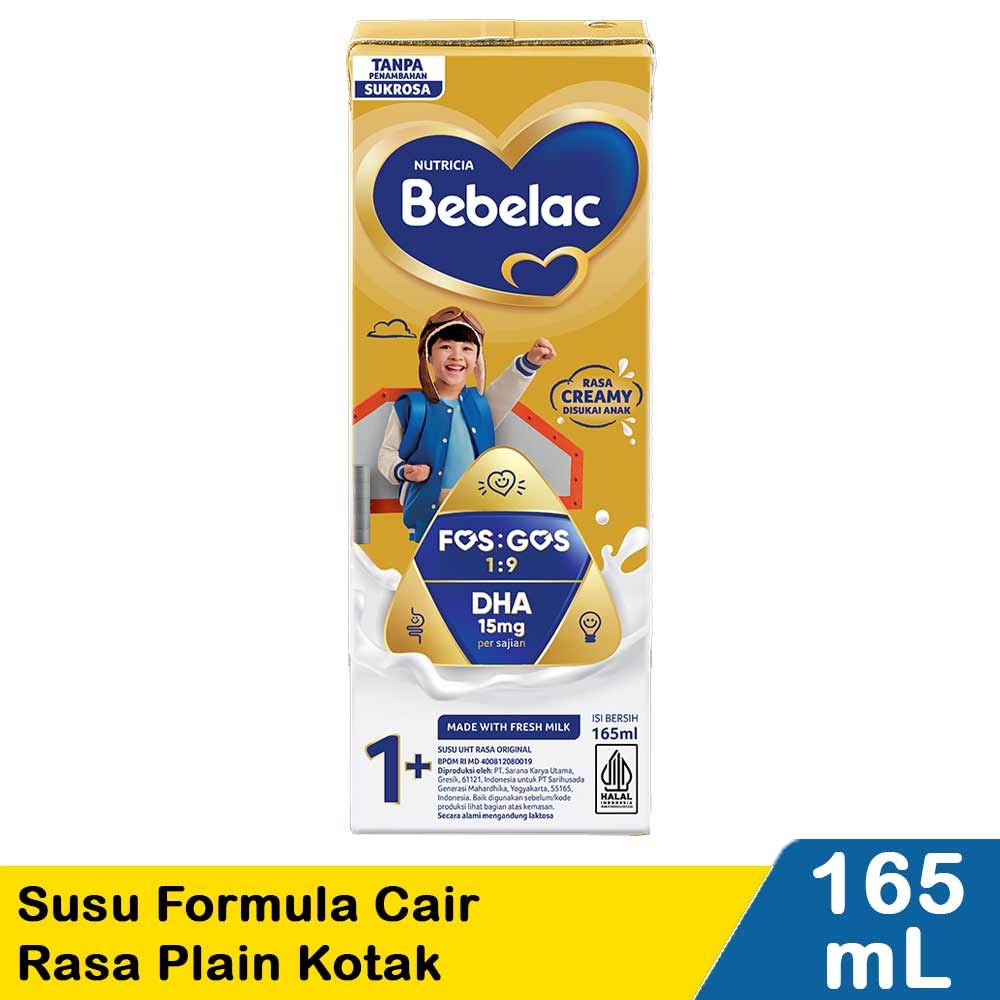 TANPA
PENAMBAHAN
SUKROSA
NUTRICIA
Bebelac
RASA
CREAMY
DISUKAI ANAK
FOS:GOS
1:9
DHA
15mg
per sajian
MADE WITH FRESH MILK
ISI BERSIH
165ml
1+
SUSU UHT RASA ORIGINAL
BPOM RI MD 400812080019
Diproduksi oleh: PT. Sarana Karya Utama,
Gresik, 61121, Indonesia untuk PT Sarihusada
Generasi Mahardhika, Yogyakarta, 55165,
Indonesia. Baik digunakan sebelum/kode
produksi lihat bagian atas kemasan.
Secara alami mengandung laktosa
HALAL
INDONESIA
Susu Formula Cair
Rasa Plain Kotak
165
mL